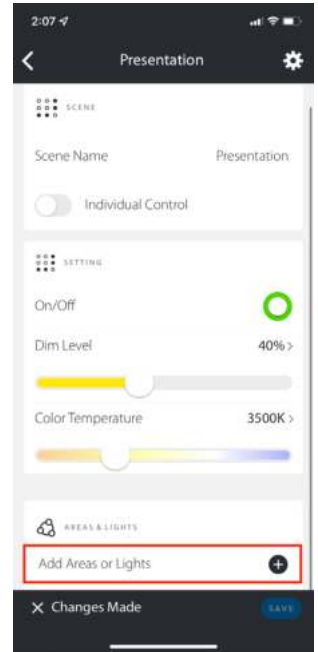 2:07
Presentation
SCENE
Scene Name Presentation
Individual Control
SETTING
On/Off
Dim Level 40% >
Color Temperature 3500K >
AREAS & LIGHTS
Add Areas or Lights
Changes Made SAVE